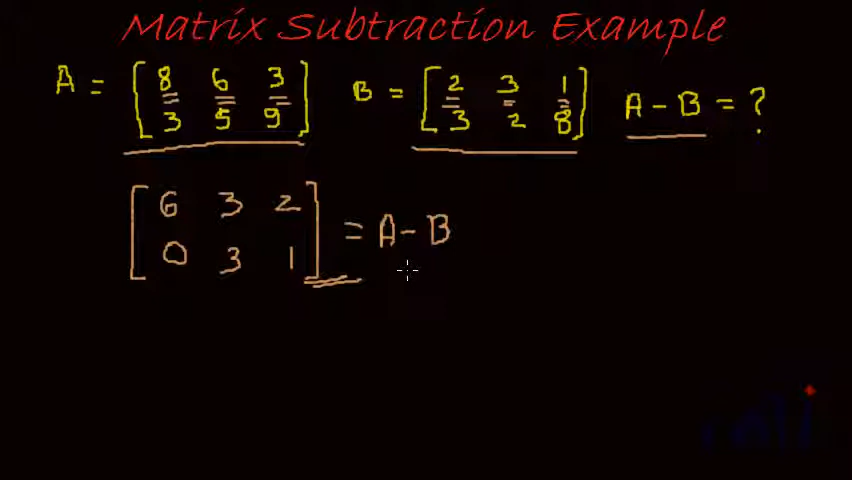 Matrix Subtraction Example
A = [ 8 6 3 B = [ 2 3 1 A - B = ?
3 5 9 ] 3 2 8 ]
[ 6 3 2
0 3 1 ] = A - B